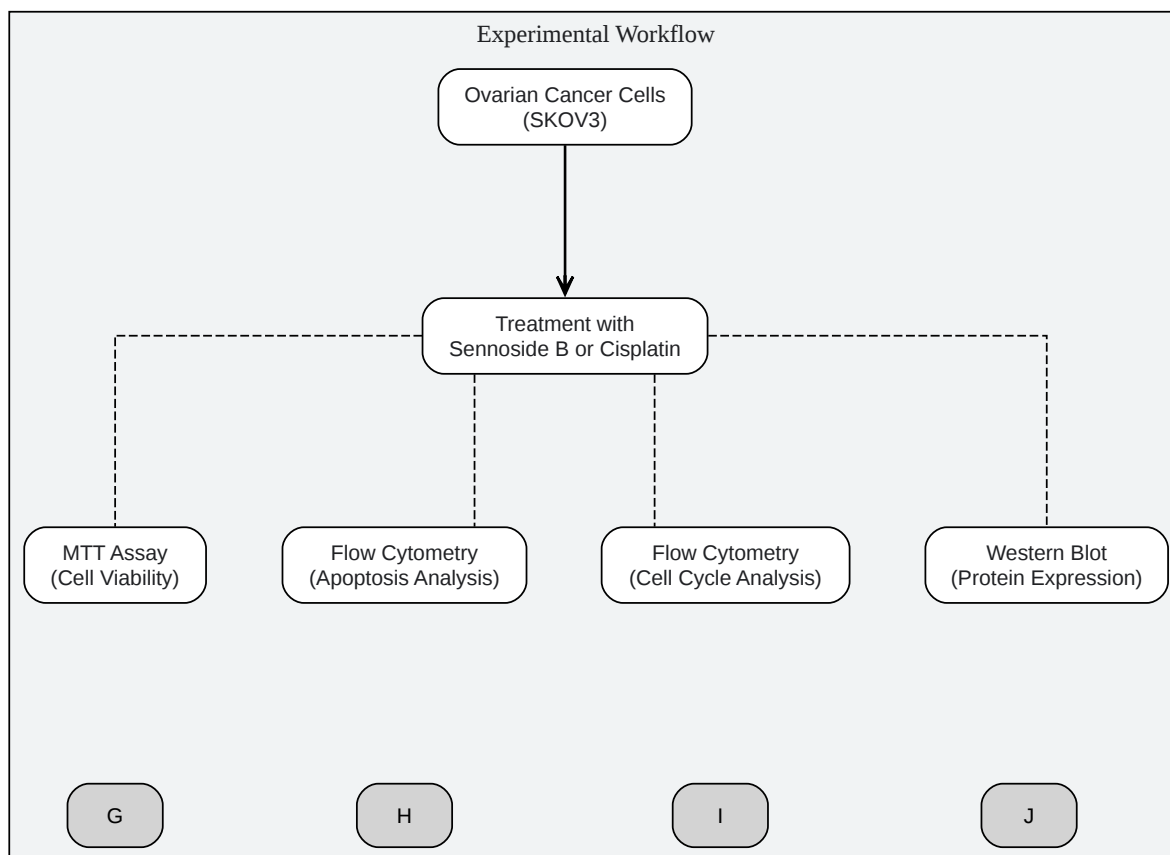 Experimental Workflow
Ovarian Cancer Cells
(SKOV3)
Treatment with
Sennoside B or Cisplatin
MTT Assay
(Cell Viability)
Flow Cytometry
(Apoptosis Analysis)
Flow Cytometry
(Cell Cycle Analysis)
Western Blot
(Protein Expression)
G
H
I
J